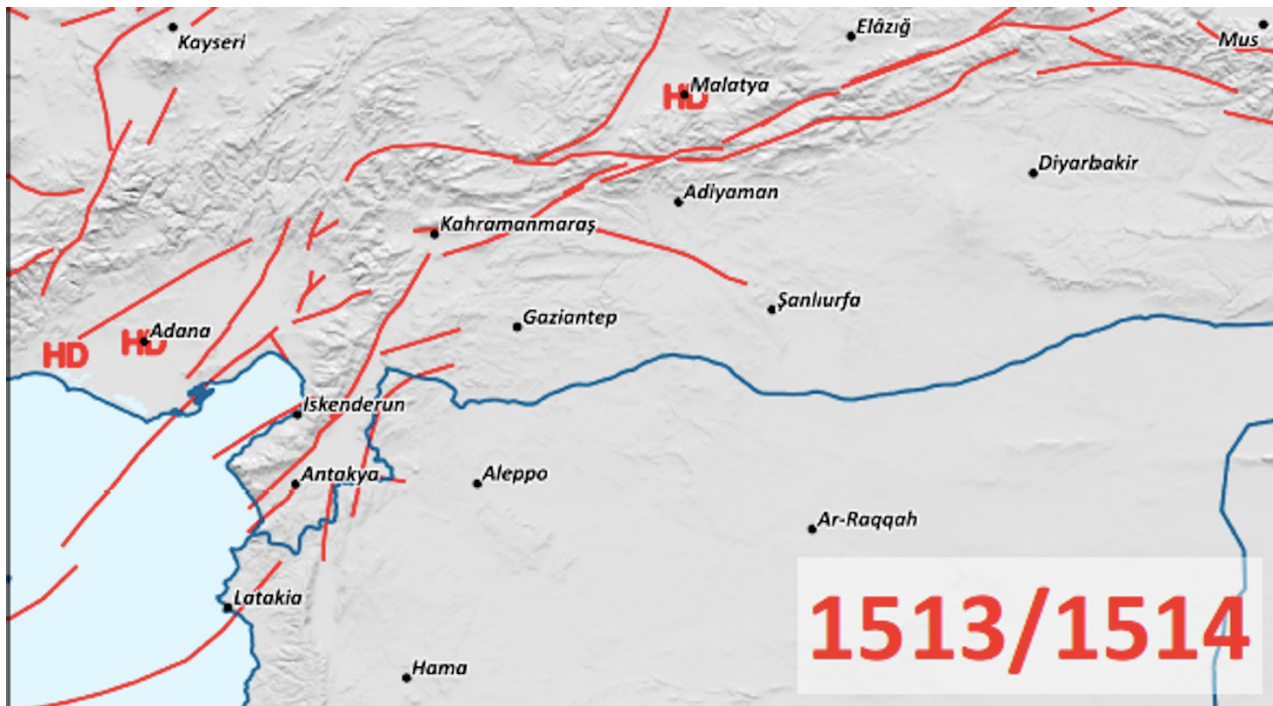 Elâzığ
Kayseri
Mus
Malatya
HD
Diyarbakir
Adiyaman
Kahramanmaraş
Şanlıurfa
Gaziantep
Adana
HD
HD
Iskenderun
Antakya
Aleppo
Ar-Raqqah
Latakia
1513/1514
Hama